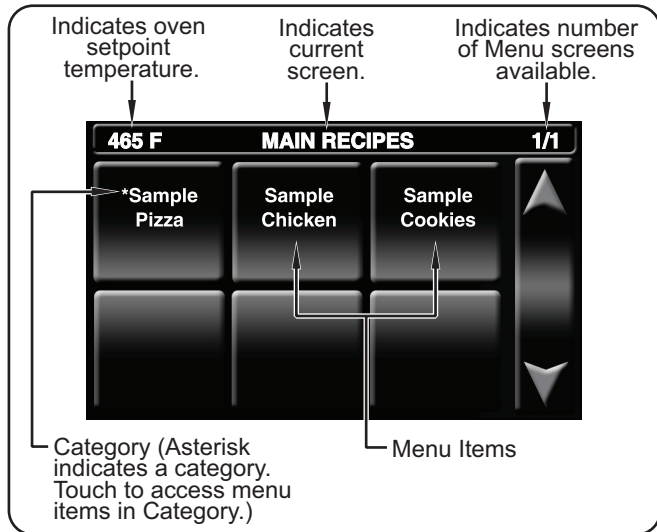 Indicates oven
setpoint
temperature.
Indicates
current
screen.
Indicates number
of Menu screens
available.
465 F MAIN RECIPES 1/1
*Sample
Pizza
Sample
Chicken
Sample
Cookies
Category (Asterisk
indicates a category.
Touch to access menu
items in Category.)
Menu Items